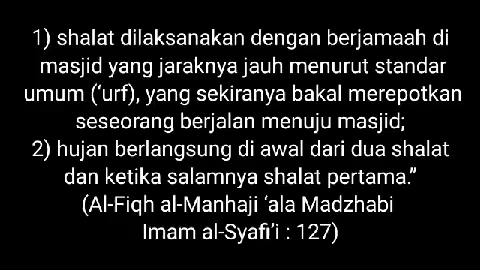 1) shalat dilaksanakan dengan berjamaah di
masjid yang jaraknya jauh menurut standar
umum (‘urf), yang sekiranya bakal merepotkan
seseorang berjalan menuju masjid;
2) hujan berlangsung di awal dari dua shalat
dan ketika salamnya shalat pertama.”
(Al-Fiqh al-Manhaji ‘ala Madzhabi
Imam al-Syafi’i : 127)